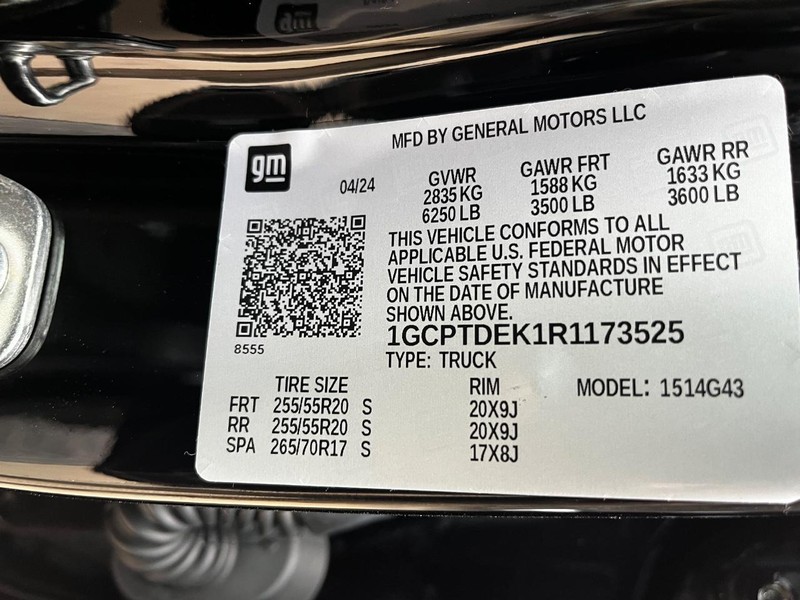 MFD BY GENERAL MOTORS LLC
gm
04/24
GVWR GAWR FRT GAWR RR
2835 KG 1588 KG 1633 KG
6250 LB 3500 LB 3600 LB
THIS VEHICLE CONFORMS TO ALL
APPLICABLE U.S. FEDERAL MOTOR
VEHICLE SAFETY STANDARDS IN EFFECT
ON THE DATE OF MANUFACTURE
SHOWN ABOVE.
8555
1GCPTDEK1R1173525
TYPE: TRUCK
TIRE SIZE RIM MODEL: 1514G43
FRT 255/55R20 S 20X9J
RR 255/55R20 S 20X9J
SPA 265/70R17 S 17X8J